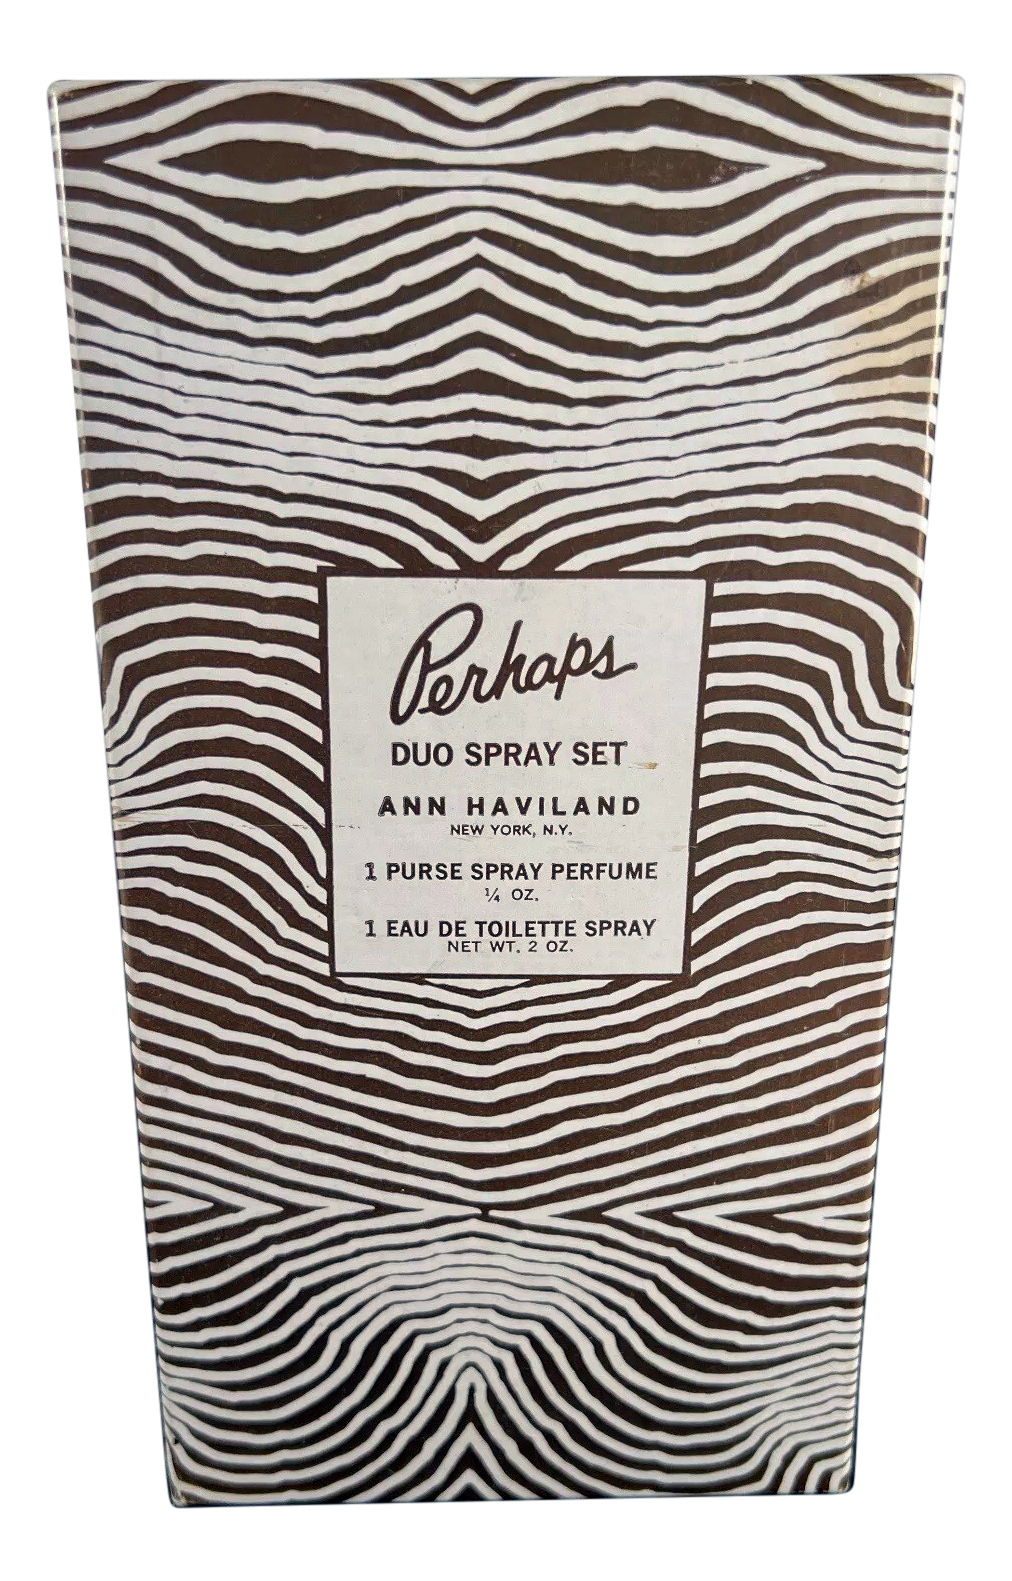 Perhaps
DUO SPRAY SET
ANN HAVILAND
NEW YORK, N.Y.
1 PURSE SPRAY PERFUME
¼ OZ.
1 EAU DE TOILETTE SPRAY
NET WT. 2 OZ.